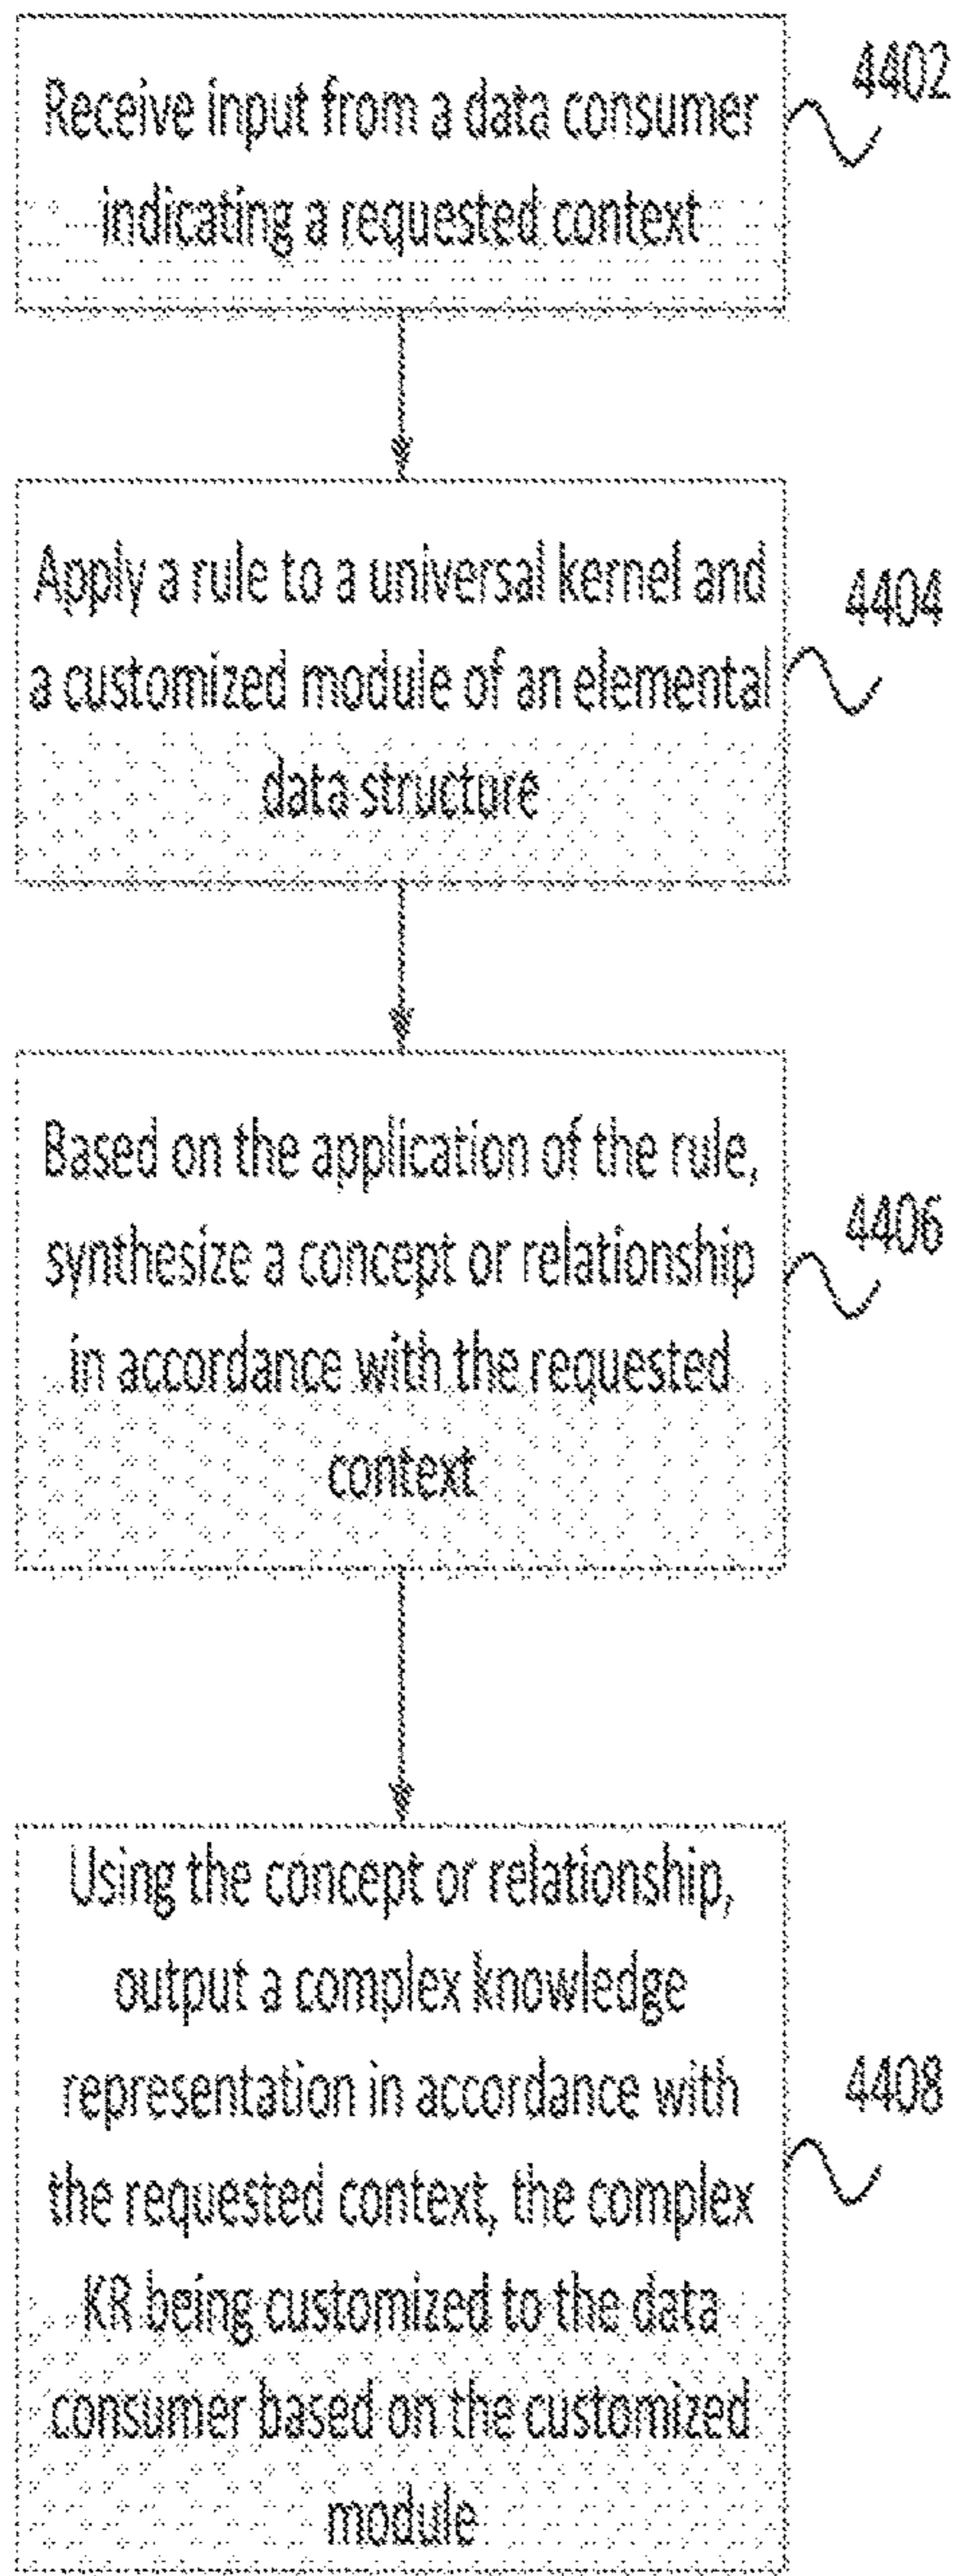 Receive input from a data consumer
indicating a requested context
4402
Apply a rule to a universal kernel and
a customized module of an elemental
data structure
4404
Based on the application of the rule,
synthesize a concept or relationship
in accordance with the requested
context
4406
Using the concept or relationship,
output a complex knowledge
representation in accordance with
the requested context, the complex
KR being customized to the data
consumer based on the customized
module
4408